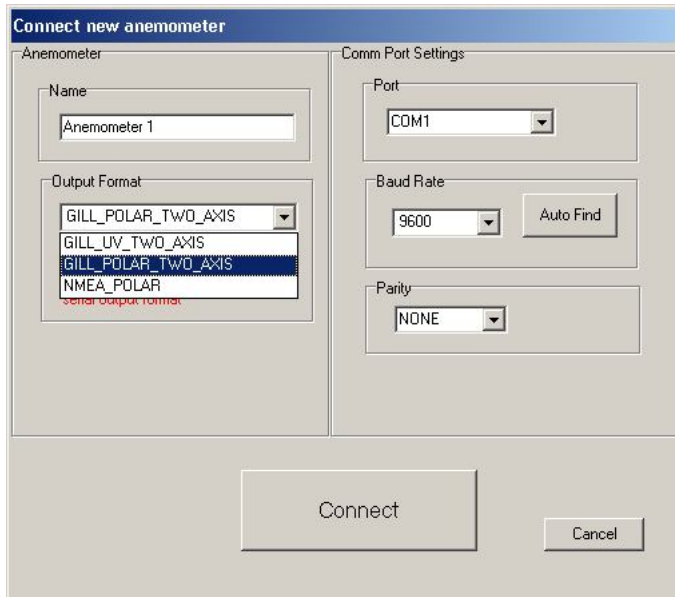 Connect new anemometer
Anemometer
Name
Anemometer 1
Output Format
GILL_POLAR_TWO_AXIS
GILL_UV_TWO_AXIS
GILL_POLAR_TWO_AXIS
NMEA_POLAR
serial output format
Comm Port Settings
Port
COM1
Baud Rate
9600
Auto Find
Parity
NONE
Connect
Cancel